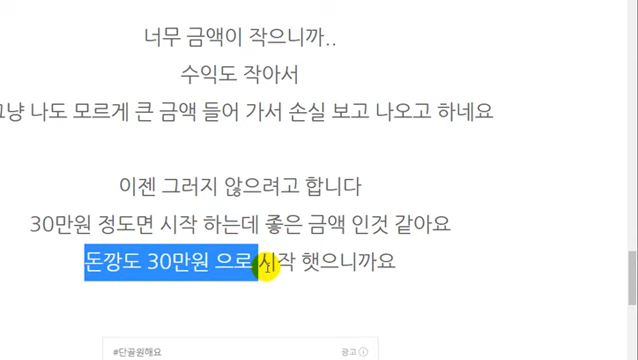 너무 금액이 작으니까..
수익도 작아서
나도 모르게 큰 금액 들어 가서 손실 보고 나오고 하네요
이젠 그러지 않으려고 합니다
30만원 정도면 시작 하는데 좋은 금액 인것 같아요
돈깡도 30만원 으로 시작 햇으니까요
#단골원해요
광고